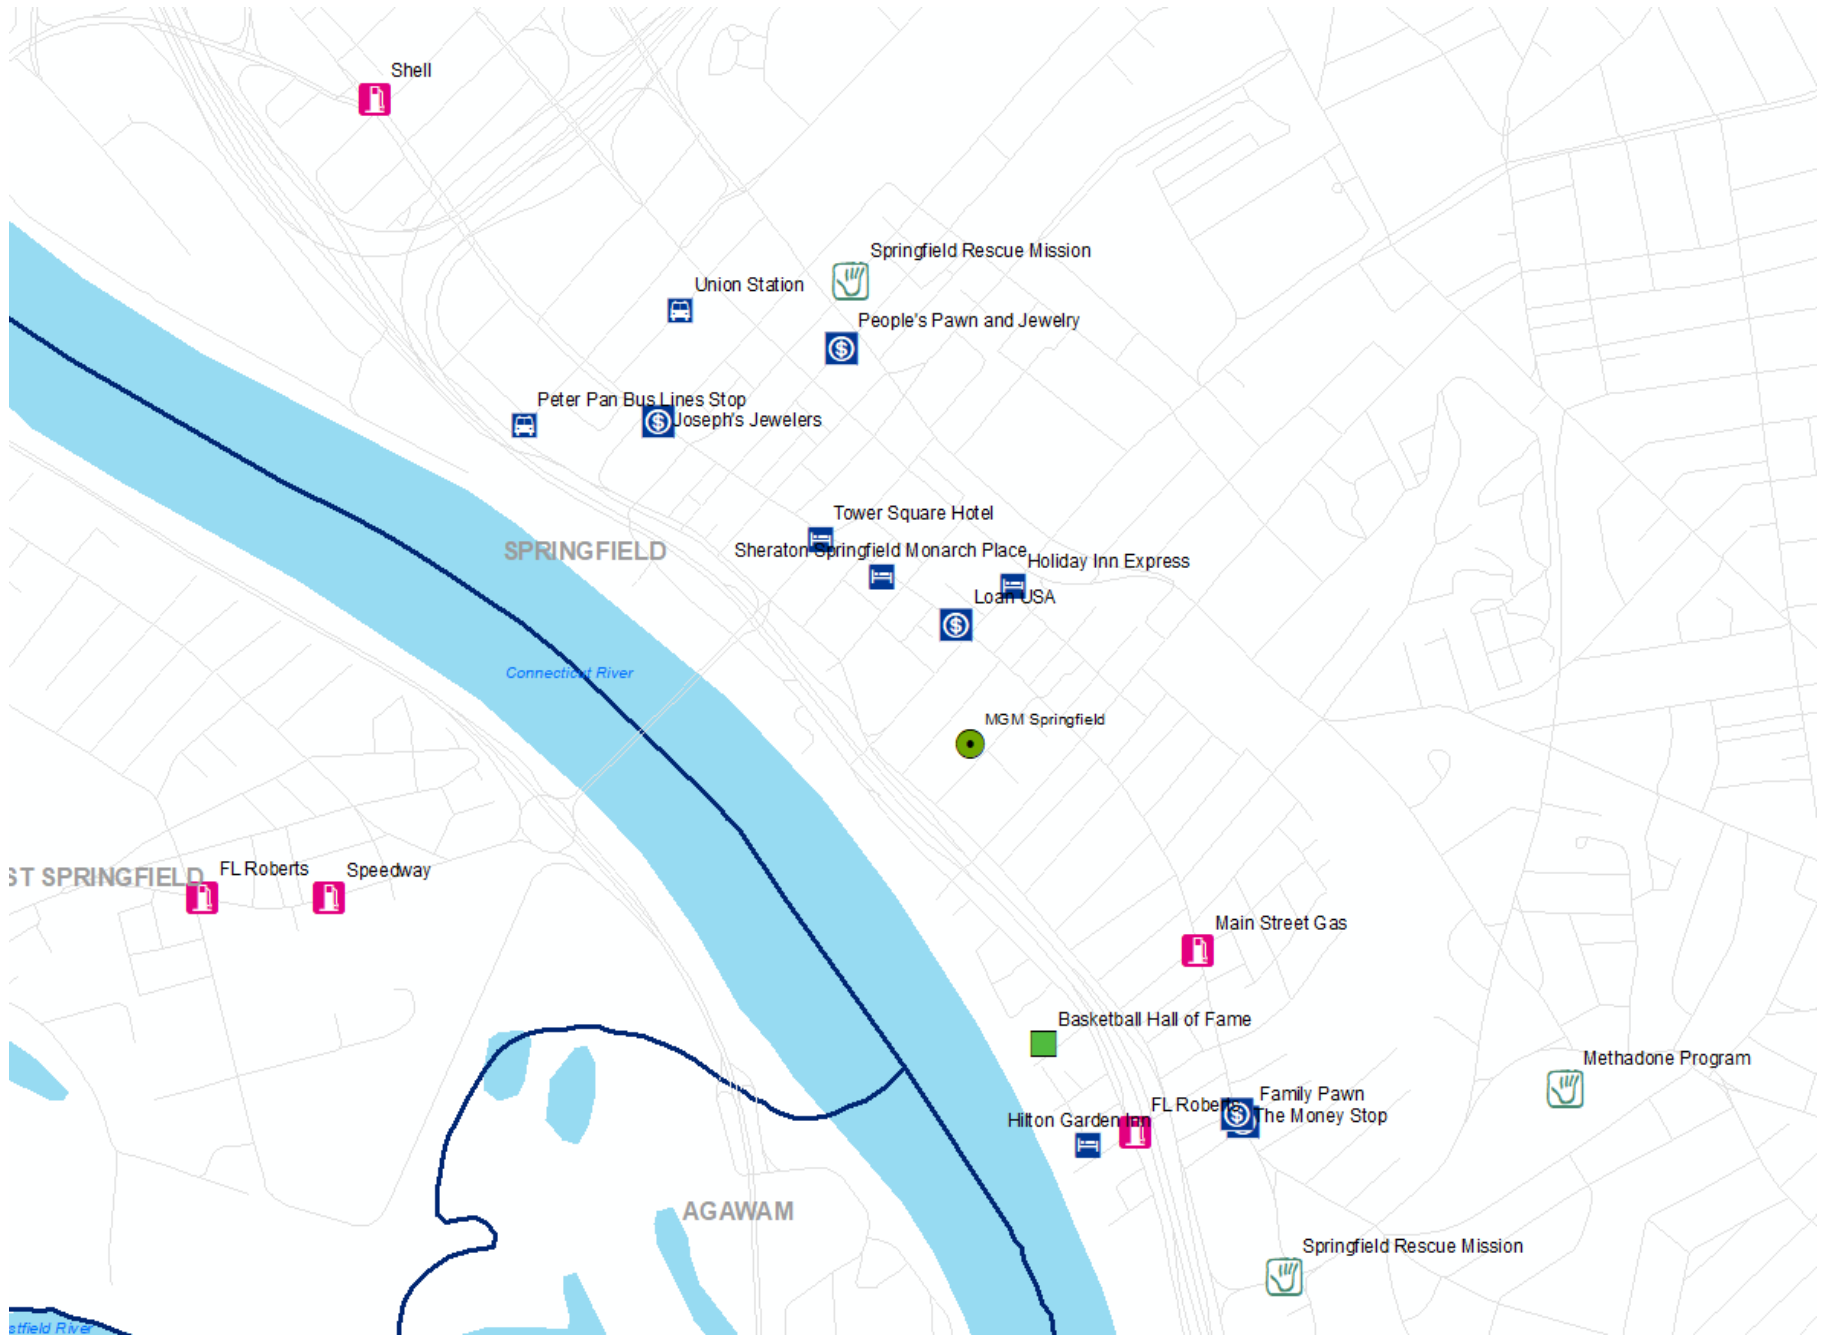 Shell
Springfield Rescue Mission
Union Station
People's Pawn and Jewelry
Peter Pan Bus Lines Stop
Joseph's Jewelers
Tower Square Hotel
SPRINGFIELD
Sheraton Springfield Monarch Place
Holiday Inn Express
Loan USA
Connecticut River
MGM Springfield
ST SPRINGFIELD
FL Roberts
Speedway
Main Street Gas
Basketball Hall of Fame
Methadone Program
Family Pawn
FL Roberts
The Money Stop
Hilton Garden Inn
AGAWAM
Springfield Rescue Mission
stfield River